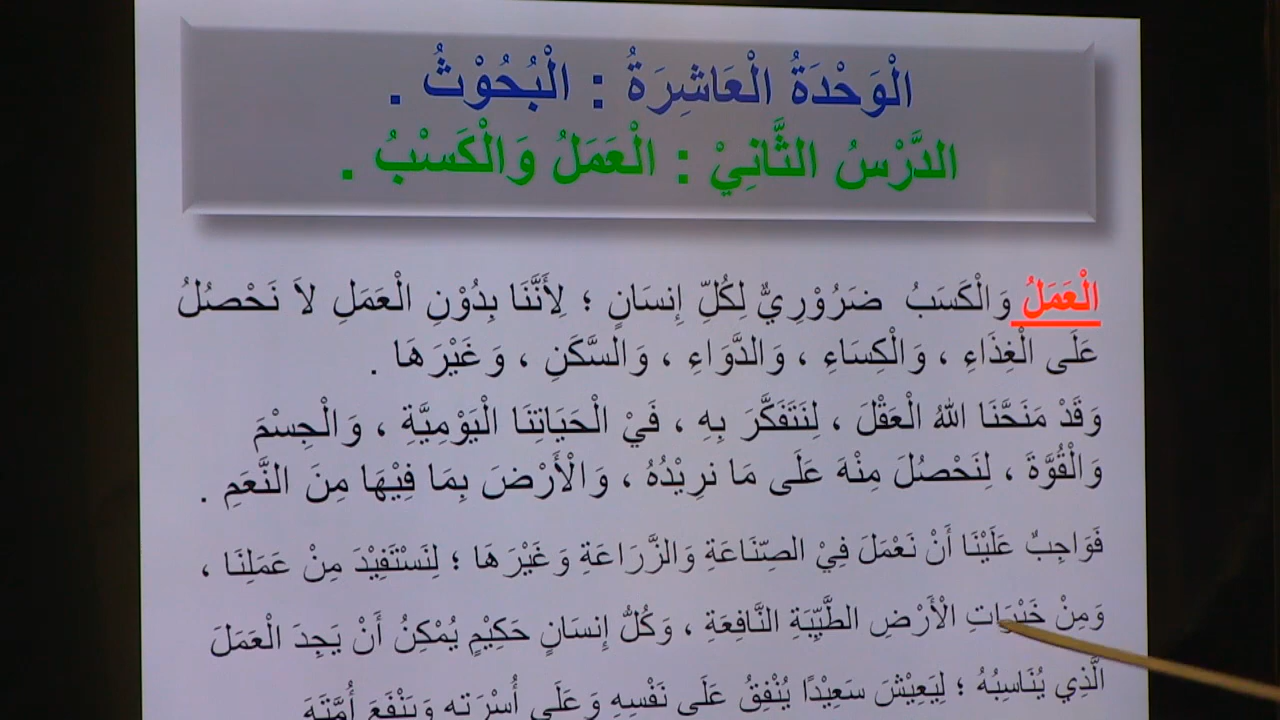 الْوَحْدَةُ الْعَاشِرَةُ : الْبُحُوْثُ .
الدَّرْسُ الثَّانِيْ : الْعَمَلُ وَالْكَسْبُ .
الْعَمَلُ وَالْكَسَبُ ضَرُوْرِيٌّ لِكُلِّ إِنسَانٍ ؛ لِأَنَّنَا بِدُوْنِ الْعَمَلِ لاَ نَحْصُلُ
عَلَى الْغِذَاءِ ، وَالْكِسَاءِ ، وَالدَّوَاءِ ، وَالسَّكَنِ ، وَغَيْرَهَا .
وَقَدْ مَنَحَّنَا اللهُ الْعَقْلَ ، لِنَتَفَكَّرَ بِهِ ، فَيْ الْحَيَاتِنَا الْيَوْمِيَّةِ ، وَالْجِسْمَ
وَالْقُوَّةَ ، لِنَحْصُلَ مِنْهَ عَلَى مَا نرِيْدُهُ ، وَالْأَرْضَ بِمَا فِيْهَا مِنَ النَّعَمِ .
فَوَاجِبٌ عَلَيْنَا أَنْ نَعْمَلَ فِيْ الصِّنَاعَةِ وَالزَّرَاعَةِ وَغَيْرَهَا ؛ لِنَسْتَفِيْدَ مِنْ عَمَلِنَا ،
وَمِنْ خَيْرَاتِ الْأَرْضِ الطَّيِّبَةِ النَّافِعَةِ ، وَكُلُّ إِنسَانٍ حَكِيْمٍ يُمْكِنُ أَنْ يَجِدَ الْعَمَلَ
الَّذِي يُنَاسِبُهُ ؛ لِيَعِيْشَ سَعِيْدًا يُنْفِقُ عَلَى نَفْسِهِ وَعَلَى أُسْرَتِهِ وَيَنْفَعَ أُمَّتَهَ